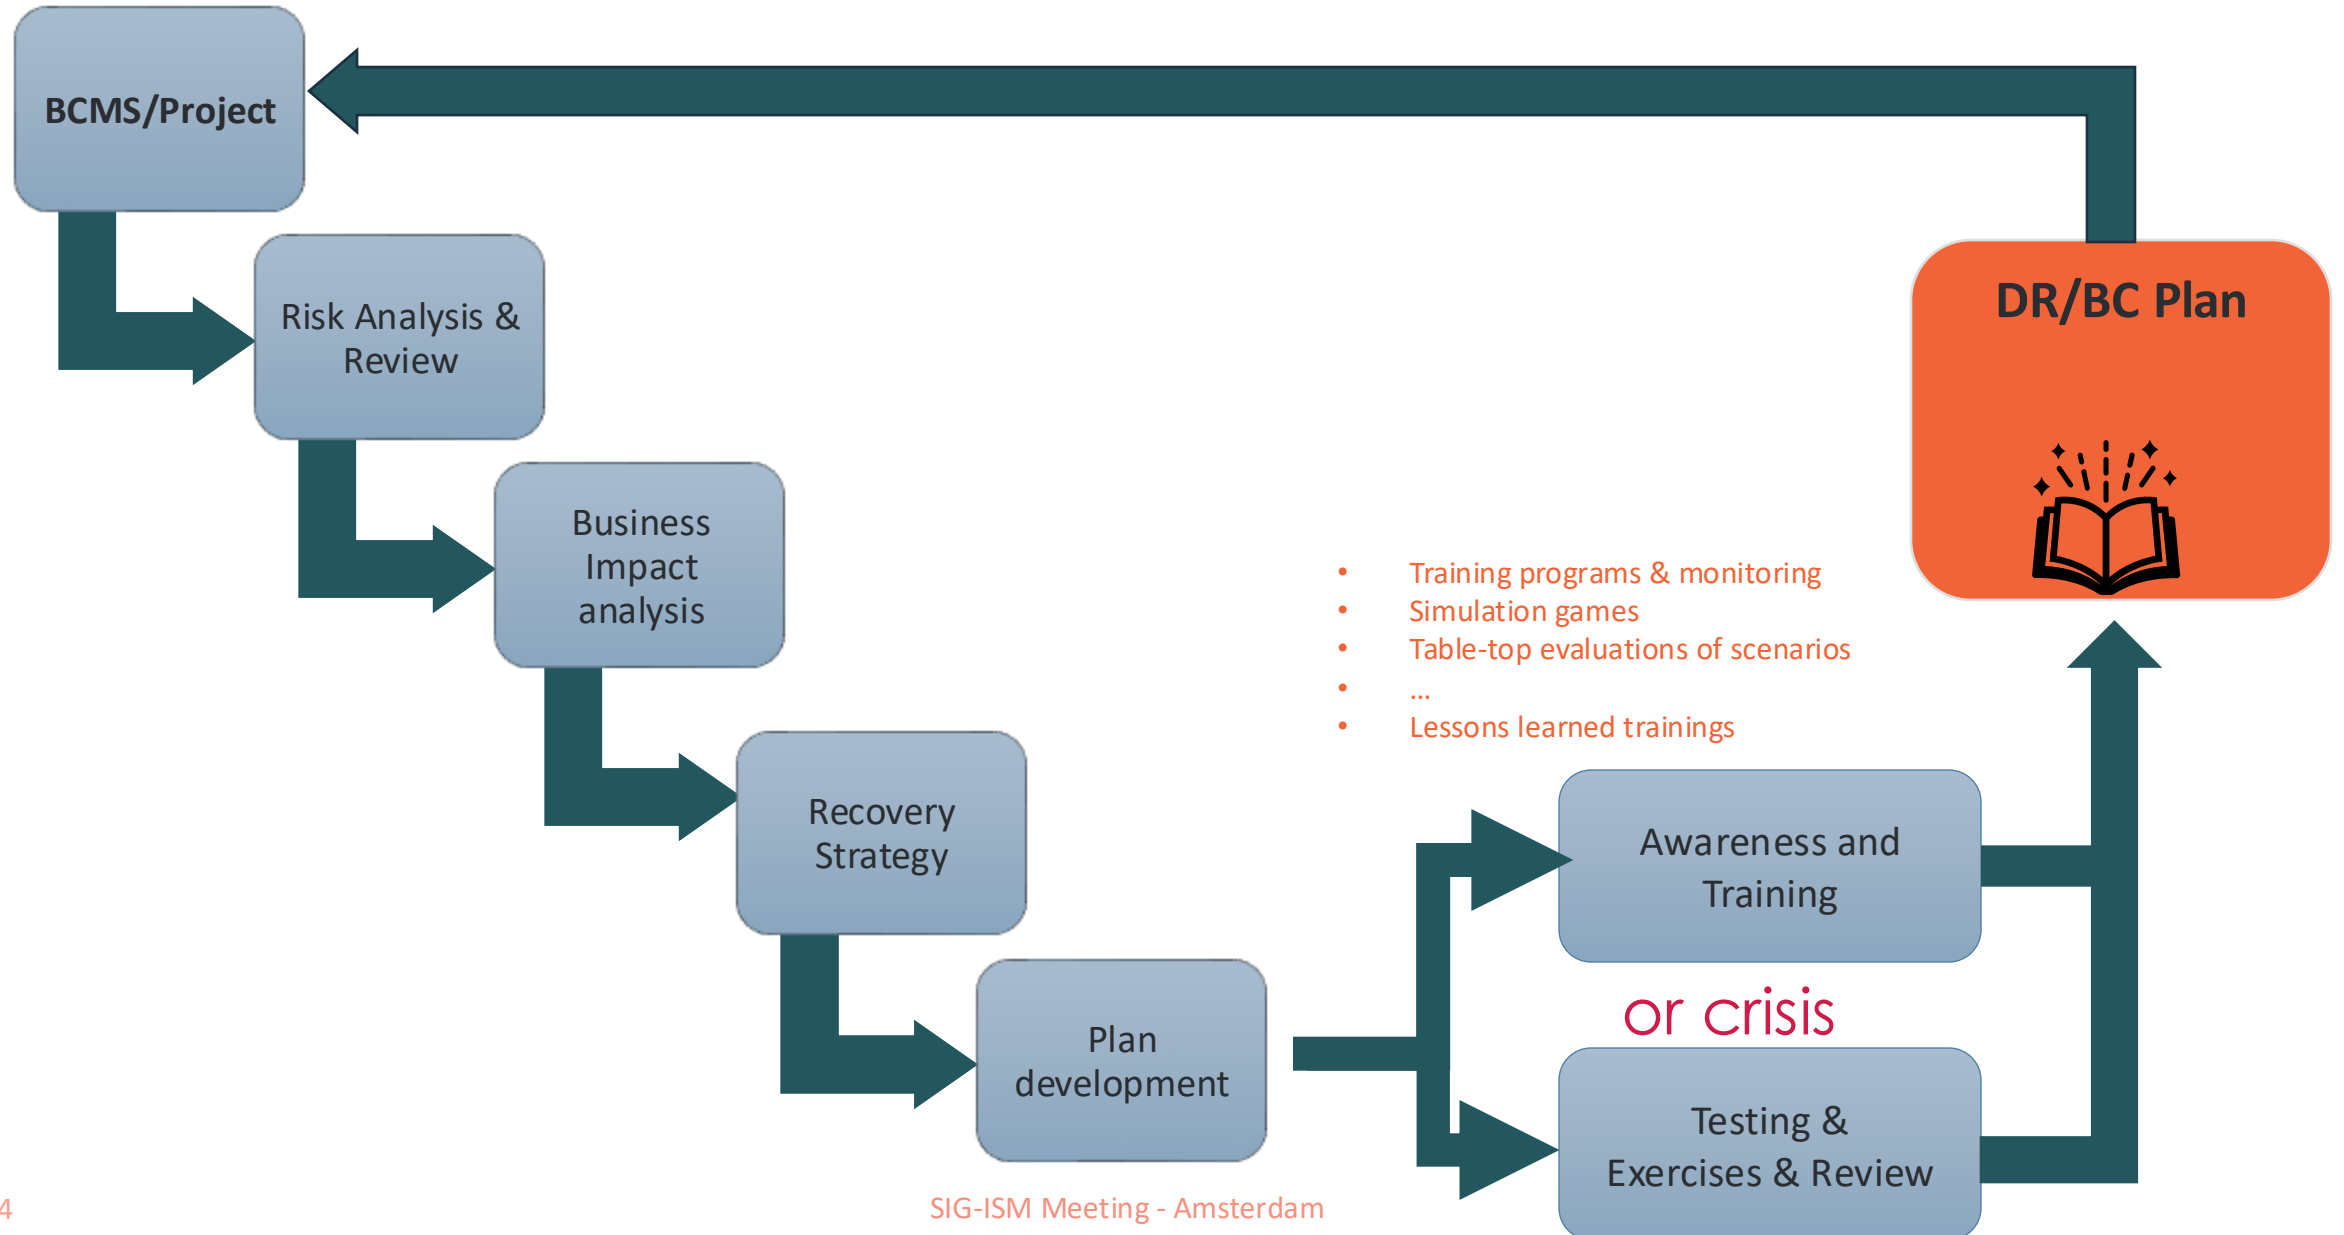 BCMS/Project
Risk Analysis &
Review
Business
Impact
analysis
Recovery
Strategy
Plan
development
• Training programs & monitoring
• Simulation games
• Table-top evaluations of scenarios
• ...
• Lessons learned trainings
Awareness and
Training
or crisis
Testing &
Exercises & Review
DR/BC Plan
4
SIG-ISM Meeting - Amsterdam